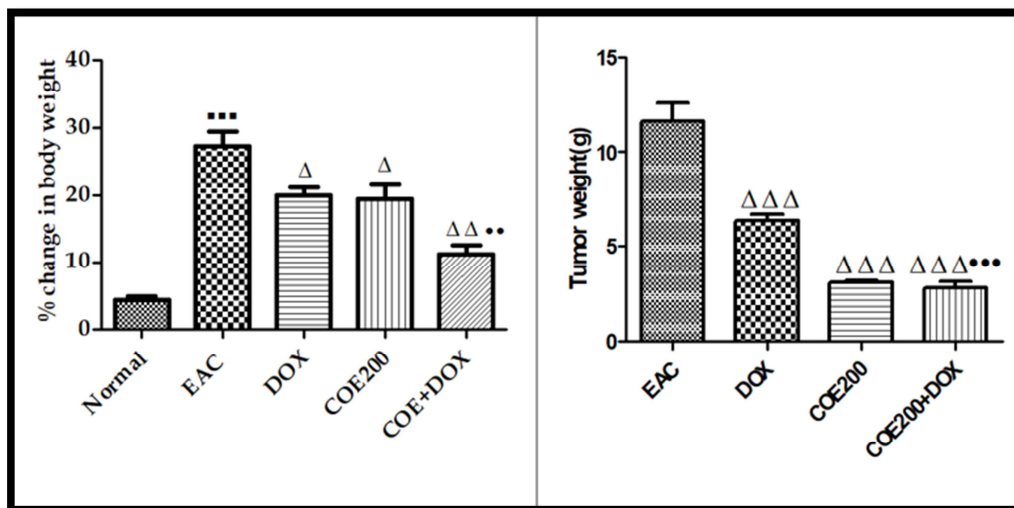 % change in body weight
40
30
20
10
0
▪▪▪
Δ
Δ
Δ Δ ••
Normal
EAC
DOX
COE200
COE+DOX
Tumor weight(g)
15
10
5
0
Δ Δ Δ
Δ Δ Δ
Δ Δ Δ•••
EAC
DOX
COE200
COE200+DOX